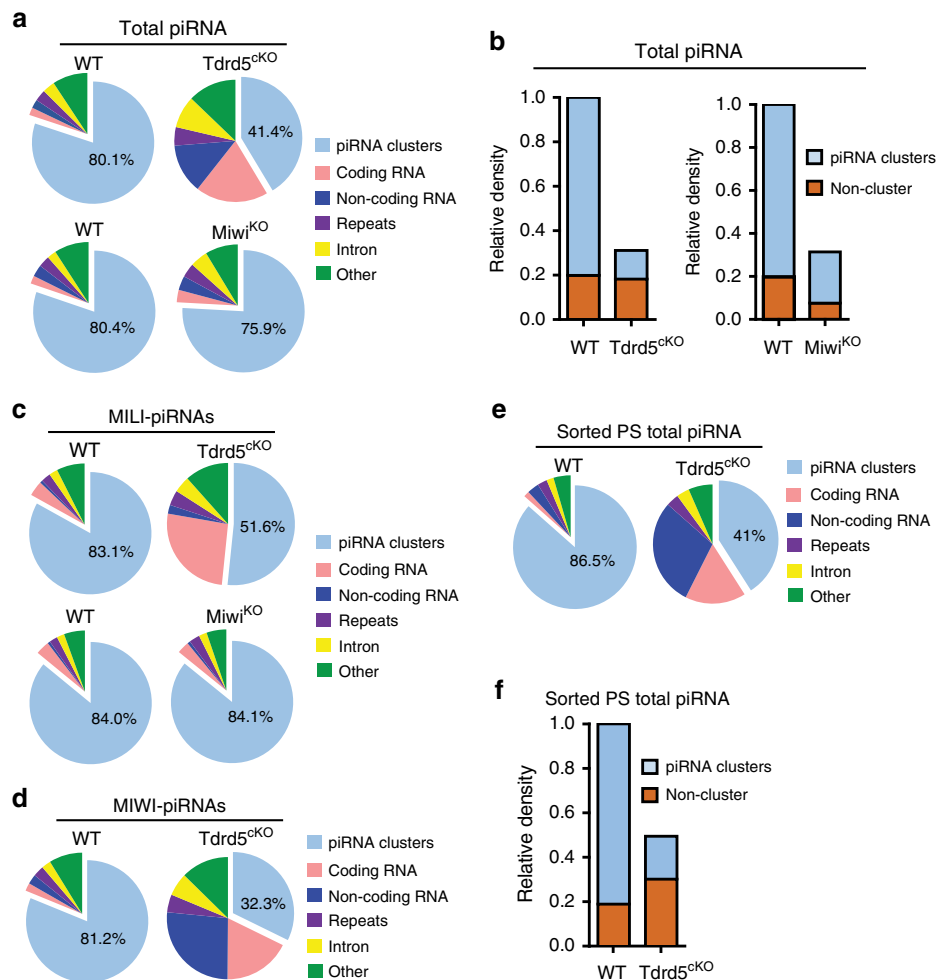 a
Total piRNA
WT
Tdrd5cKO
80.1%
41.4%
WT
MiwiKO
80.4%
75.9%
piRNA clusters
Coding RNA
Non-coding RNA
Repeats
Intron
Other
b
Total piRNA
Relative density
1.0
0.8
0.6
0.4
0.2
0.0
WT
Tdrd5cKO
Relative density
1.0
0.8
0.6
0.4
0.2
0.0
WT
MiwiKO
piRNA clusters
Non-cluster
c
MILI-piRNAs
WT
Tdrd5cKO
83.1%
51.6%
WT
MiwiKO
84.0%
84.1%
piRNA clusters
Coding RNA
Non-coding RNA
Repeats
Intron
Other
d
MIWI-piRNAs
WT
Tdrd5cKO
81.2%
32.3%
piRNA clusters
Coding RNA
Non-coding RNA
Repeats
Intron
Other
e
Sorted PS total piRNA
WT
Tdrd5cKO
86.5%
41%
piRNA clusters
Coding RNA
Non-coding RNA
Repeats
Intron
Other
f
Sorted PS total piRNA
Relative density
1.0
0.8
0.6
0.4
0.2
0.0
WT
Tdrd5cKO
piRNA clusters
Non-cluster